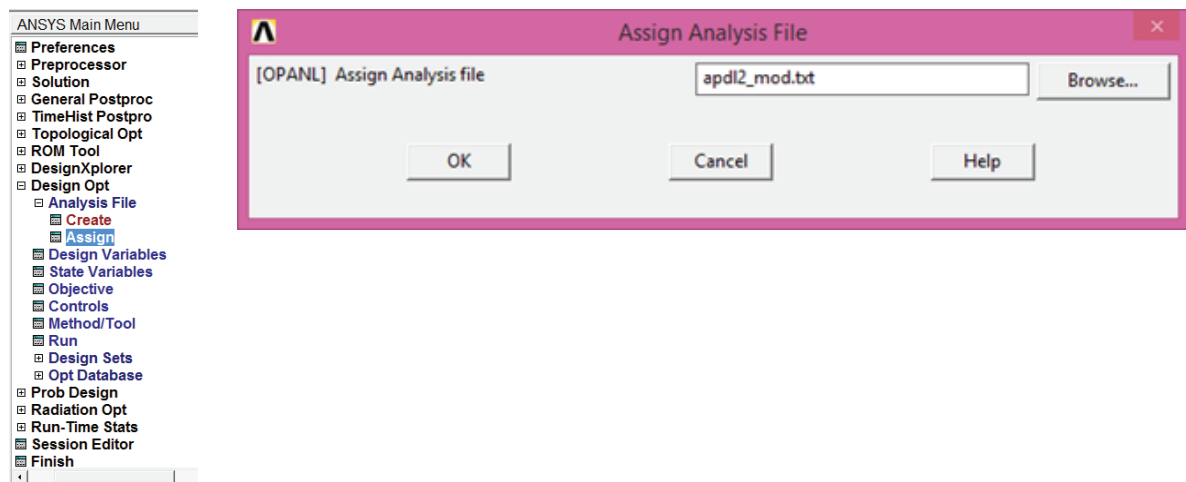 ANSYS Main Menu
Preferences
Preprocessor
Solution
General Postproc
TimeHist Postpro
Topological Opt
ROM Tool
DesignXplorer
Design Opt
Analysis File
Create
Assign
Design Variables
State Variables
Objective
Controls
Method/Tool
Run
Design Sets
Opt Database
Prob Design
Radiation Opt
Run-Time Stats
Session Editor
Finish
Assign Analysis File
[OPANL] Assign Analysis file apdl2_mod.txt Browse...
OK Cancel Help